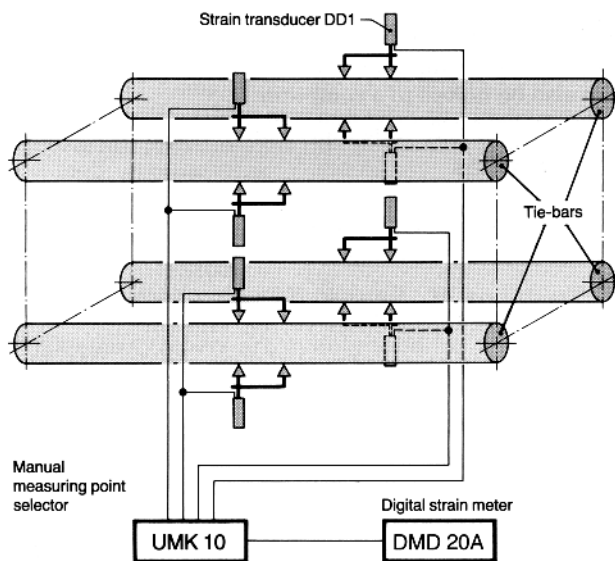 Strain transducer DD1
Tie-bars
Manual
measuring point
selector
Digital strain meter
UMK 10
DMD 20A